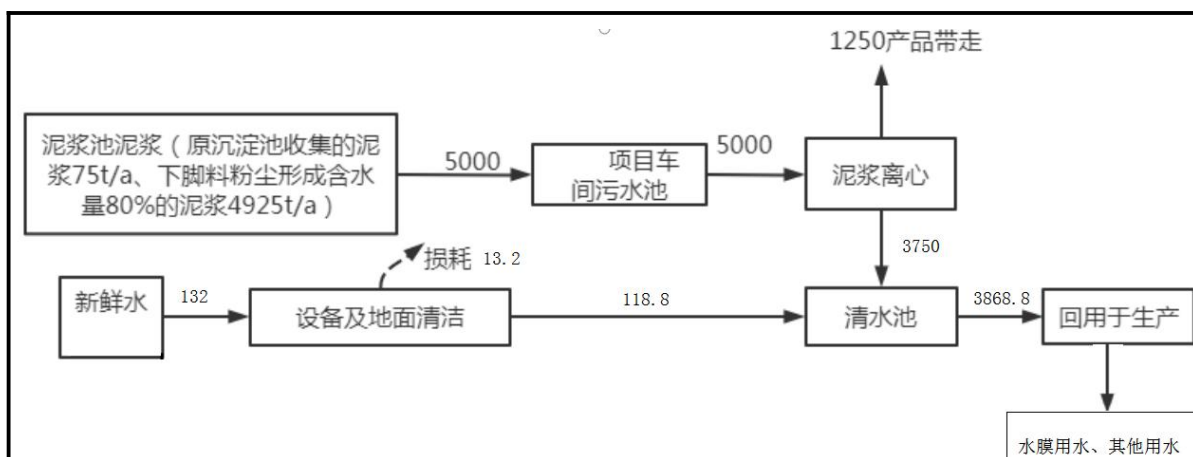 1250产品带走
泥浆池泥浆（原沉淀池收集的泥
浆75t/a、下脚料粉尘形成含水
量80%的泥浆4925t/a）
5000
项目车
间污水池
5000
泥浆离心
3750
损耗 13.2
新鲜水
132
设备及地面清洁
118.8
清水池
3868.8
回用于生产
水膜用水、其他用水